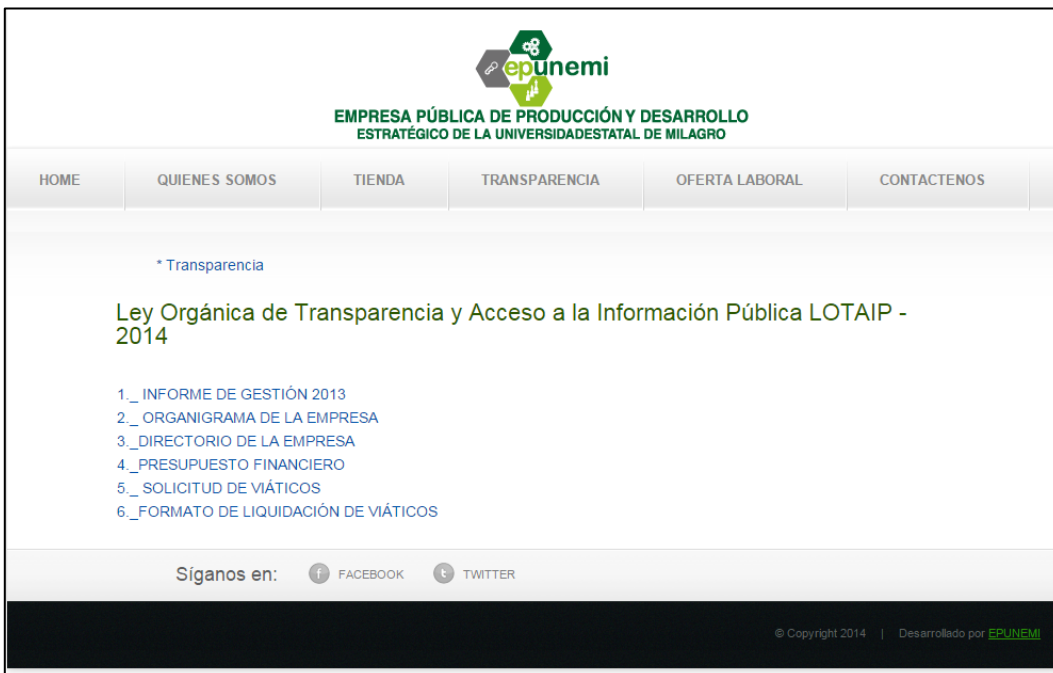 epunemi
EMPRESA PÚBLICA DE PRODUCCIÓN Y DESARROLLO
ESTRATÉGICO DE LA UNIVERSIDADESTATAL DE MILAGRO
HOME QUIENES SOMOS TIENDA TRANSPARENCIA OFERTA LABORAL CONTACTENOS
* Transparencia
Ley Orgánica de Transparencia y Acceso a la Información Pública LOTAIP -
2014
1._ INFORME DE GESTIÓN 2013
2._ ORGANIGRAMA DE LA EMPRESA
3._DIRECTORIO DE LA EMPRESA
4._PRESUPUESTO FINANCIERO
5._ SOLICITUD DE VIÁTICOS
6._FORMATO DE LIQUIDACIÓN DE VIÁTICOS
Síganos en: f FACEBOOK t TWITTER
© Copyright 2014 | Desarrollado por EPUNEMI